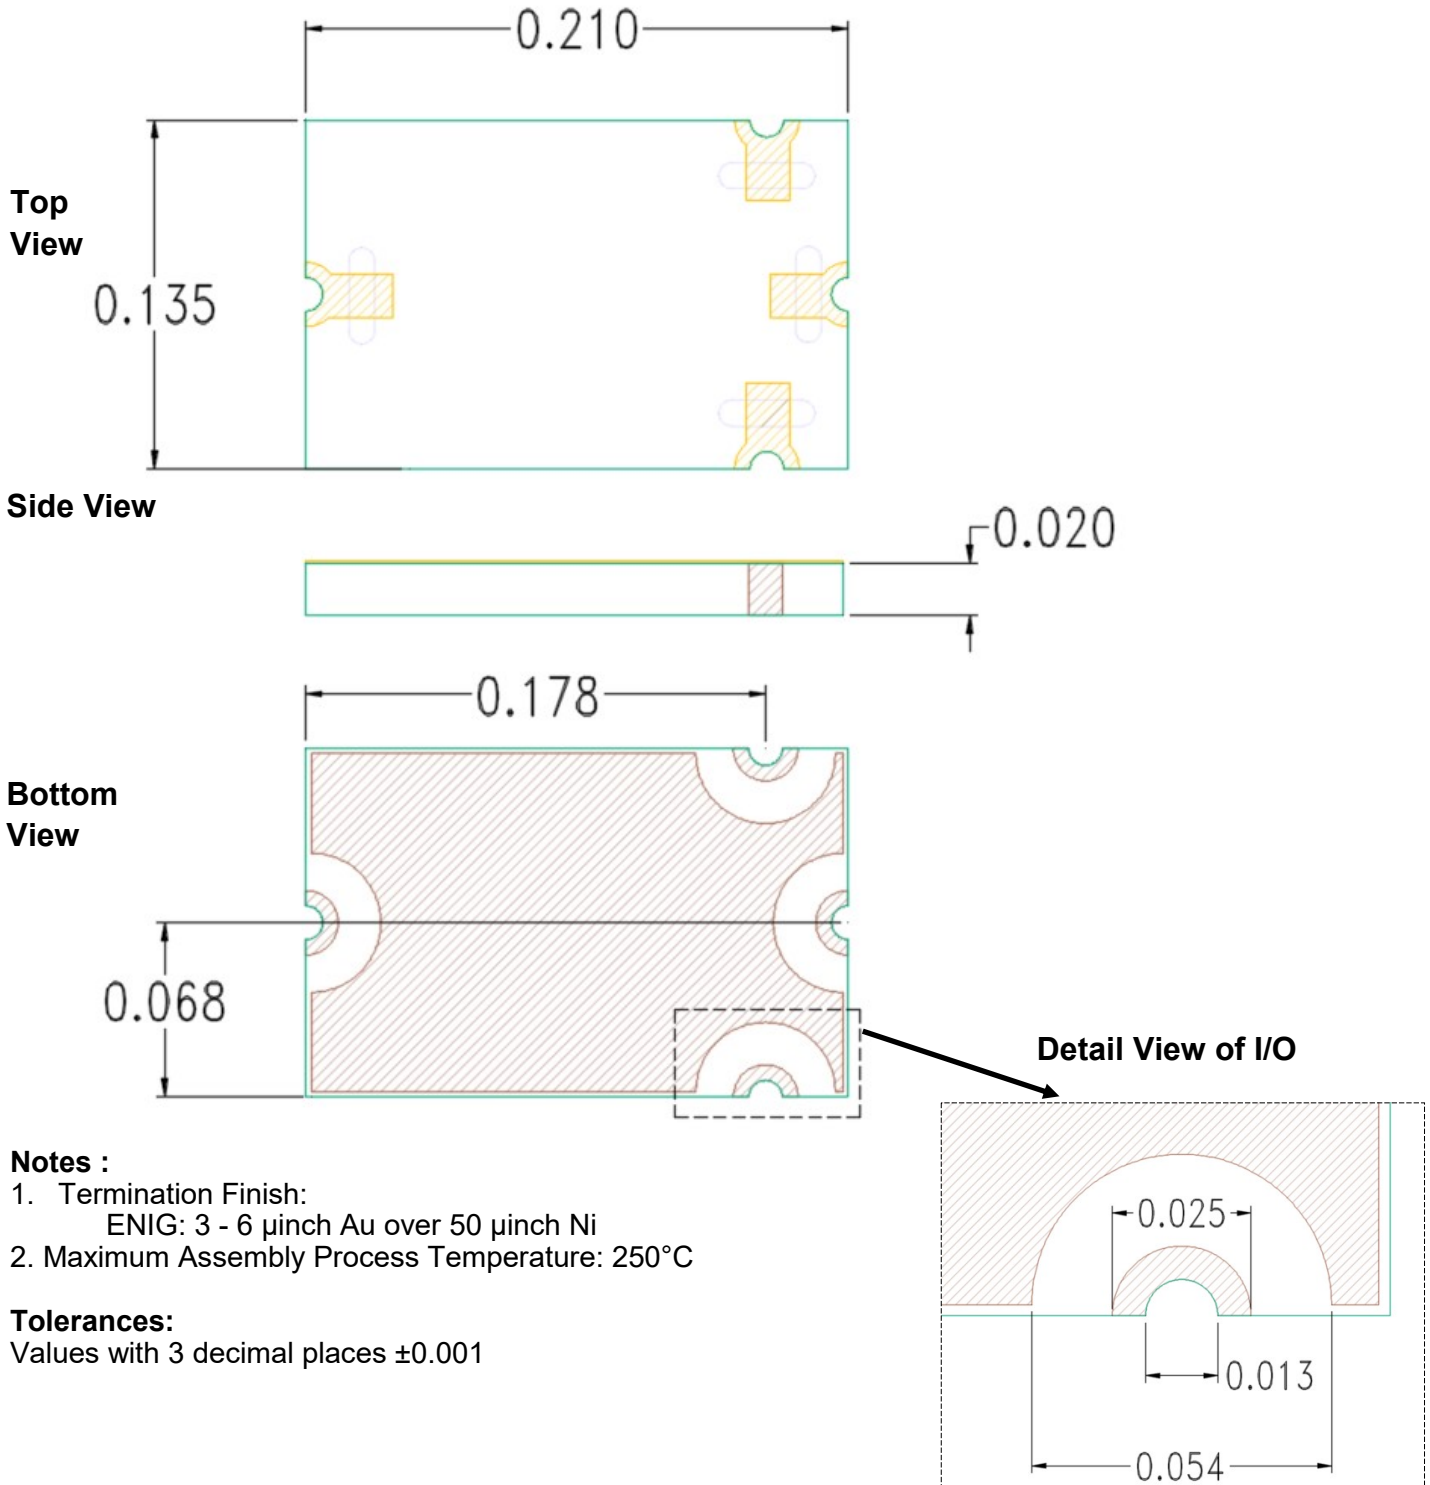 0.210
Top
View
0.135
Side View
0.020
0.178
Bottom
View
0.068
Detail View of I/O
0.025
0.013
0.054
Notes :
1. Termination Finish:
ENIG: 3 - 6 µinch Au over 50 µinch Ni
2. Maximum Assembly Process Temperature: 250°C
Tolerances:
Values with 3 decimal places ±0.001